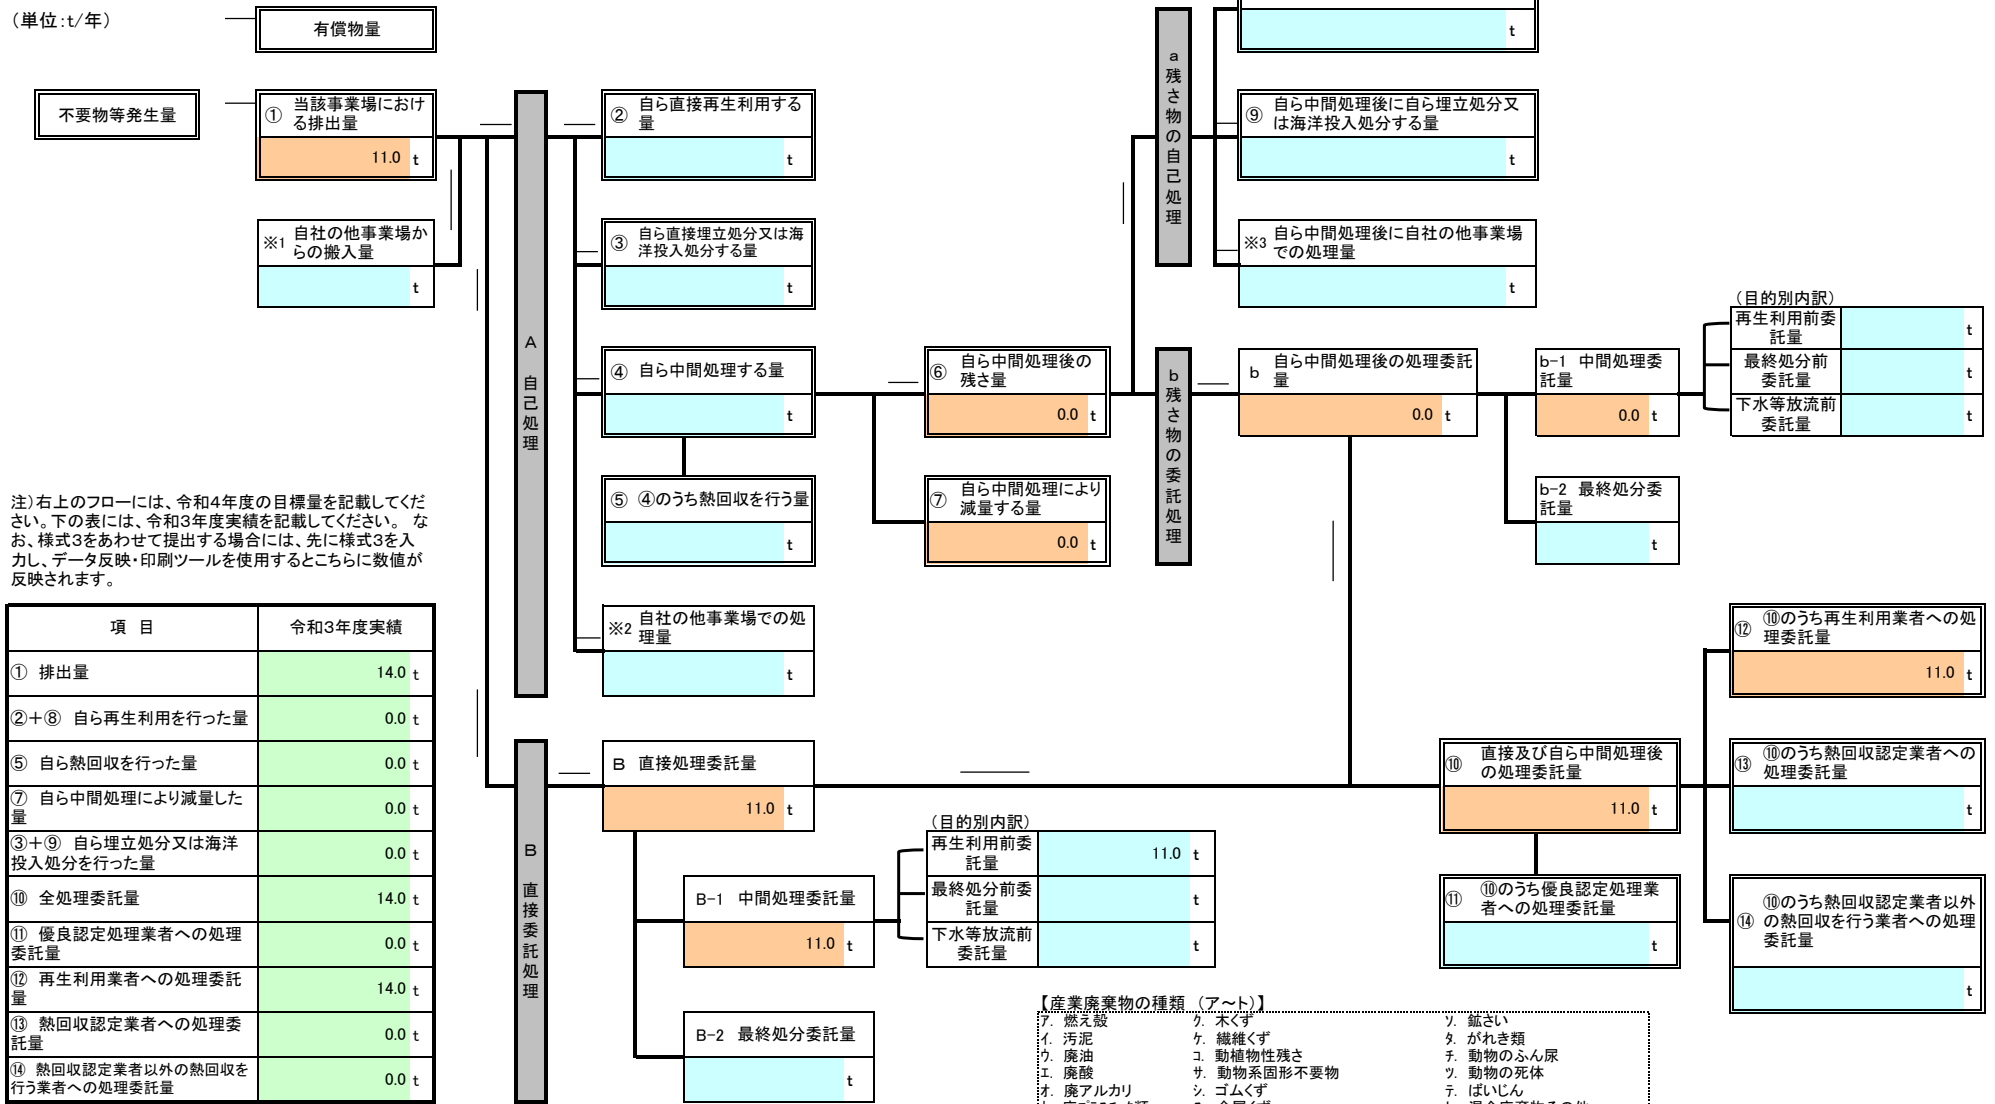 （単位：t/年）
有償物量
t
不要物等発生量
① 当該事業場におけ
る排出量
11.0 t
※1 自社の他事業場か
らの搬入量
t
A 自己処理
② 自ら直接再生利用する
量
t
③ 自ら直接埋立処分又は海
洋投入処分する量
t
④ 自ら中間処理する量
t
⑤ ④のうち熱回収を行う量
t
※2 自社の他事業場での処
理量
t
⑥ 自ら中間処理後の
残さ量
0.0 t
⑦ 自ら中間処理により
減量する量
0.0 t
a 残さ物の自己処理
⑨ 自ら中間処理後に自ら埋立処分又
は海洋投入処分する量
t
※3 自ら中間処理後に自社の他事業場
での処理量
t
b 残さ物の委託処理
b 自ら中間処理後の処理委託
量
0.0 t
b-1 中間処理委
託量
0.0 t
b-2 最終処分委
託量
t
（目的別内訳）
再生利用前委
託量
t
最終処分前
委託量
t
下水等放流前
委託量
t
注）右上のフローには、令和4年度の目標量を記載してくだ
さい。下の表には、令和3年度実績を記載してください。 な
お、様式3をあわせて提出する場合には、先に様式3を入
力し、データ反映・印刷ツールを使用するとこちらに数値が
反映されます。
項 目 令和3年度実績
① 排出量 14.0 t
②＋⑧ 自ら再生利用を行った量 0.0 t
⑤ 自ら熱回収を行った量 0.0 t
⑦ 自ら中間処理により減量した
量 0.0 t
③＋⑨ 自ら埋立処分又は海洋
投入処分を行った量 0.0 t
⑩ 全処理委託量 14.0 t
⑪ 優良認定処理業者への処理
委託量 0.0 t
⑫ 再生利用業者への処理委託
量 14.0 t
⑬ 熱回収認定業者への処理委
託量 0.0 t
⑭ 熱回収認定業者以外の熱回収を
行う業者への処理委託量 0.0 t
B 直接委託処理
B 直接処理委託量
11.0 t
B-1 中間処理委託量
11.0 t
B-2 最終処分委託量
t
（目的別内訳）
再生利用前委
託量
11.0 t
最終処分前委
託量
t
下水等放流前
委託量
t
⑩ 直接及び自ら中間処理後
の処理委託量
11.0 t
⑪ ⑩のうち優良認定処理業
者への処理委託量
t
⑫ ⑩のうち再生利用業者への処
理委託量
11.0 t
⑬ ⑩のうち熱回収認定業者への
処理委託量
t
⑭ ⑩のうち熱回収認定業者以外
の熱回収を行う業者への処理
委託量
t
【産業廃棄物の種類 （ア～ト）】
ア. 燃え殻 ク. 木くず ソ. 鉱さい
イ. 汚泥 ケ. 繊維くず タ. がれき類
ウ. 廃油 コ. 動植物性残さ チ. 動物のふん尿
エ. 廃酸 サ. 動物系固形不要物 ツ. 動物の死体
オ. 廃アルカリ シ. ゴムくず テ. ばいじん